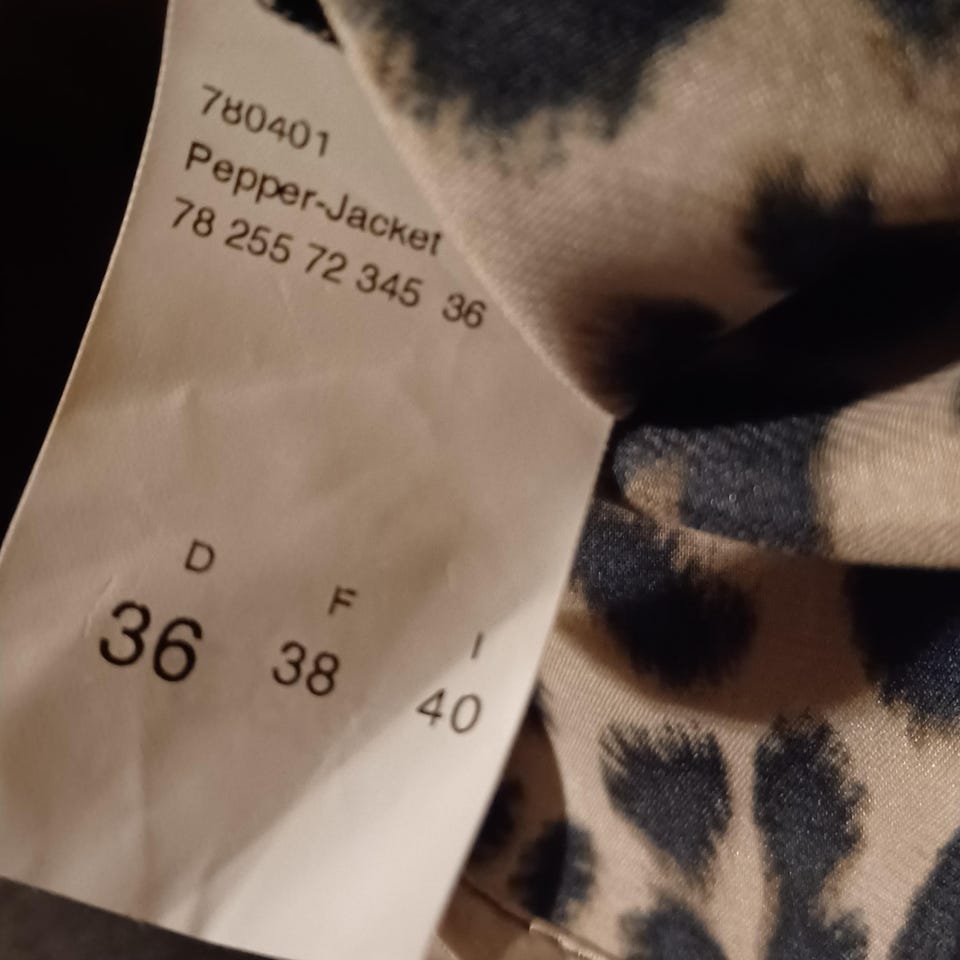 780401
Pepper-Jacket
78 255 72 345 36
D F I
36 38 40